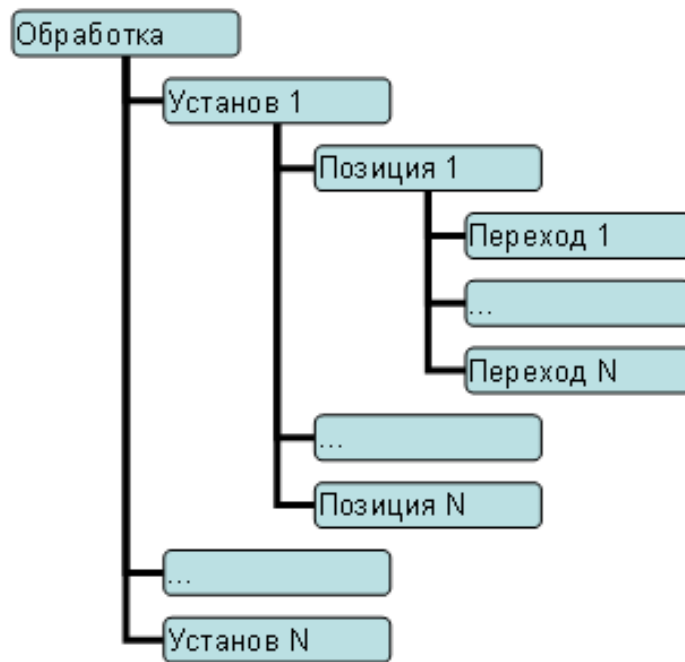 Обработка
Установ 1
Позиция 1
Переход 1
...
Переход N
...
Позиция N
...
Установ N